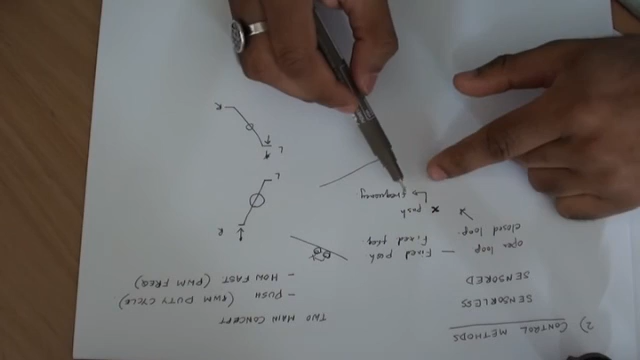 2) CONTROL METHODS
SENSORLESS
SENSORED
open loop — Fixed push
Fixed freq
closed loop.
x push
↳ frequency
TWO MAIN CONCEPT
- PUSH (PWM DUTY CYCLE)
- HOW FAST (PWM FREQ)
R
L
R
L